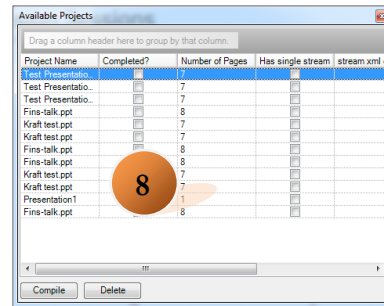 Available Projects
Drag a column header here to group by that column.
Project Name Completed? Number of Pages Has single stream stream xml
Test Presentatio... 7
Test Presentatio... 7
Test Presentatio... 7
Fins-talk.ppt 8
Kraft test.ppt 7
Kraft test.ppt 7
Fins-talk.ppt 8
Fins-talk.ppt 8
Kraft test.ppt 7
Kraft test.ppt 7
Presentation1 1
Fins-talk.ppt 8
8
Compile Delete